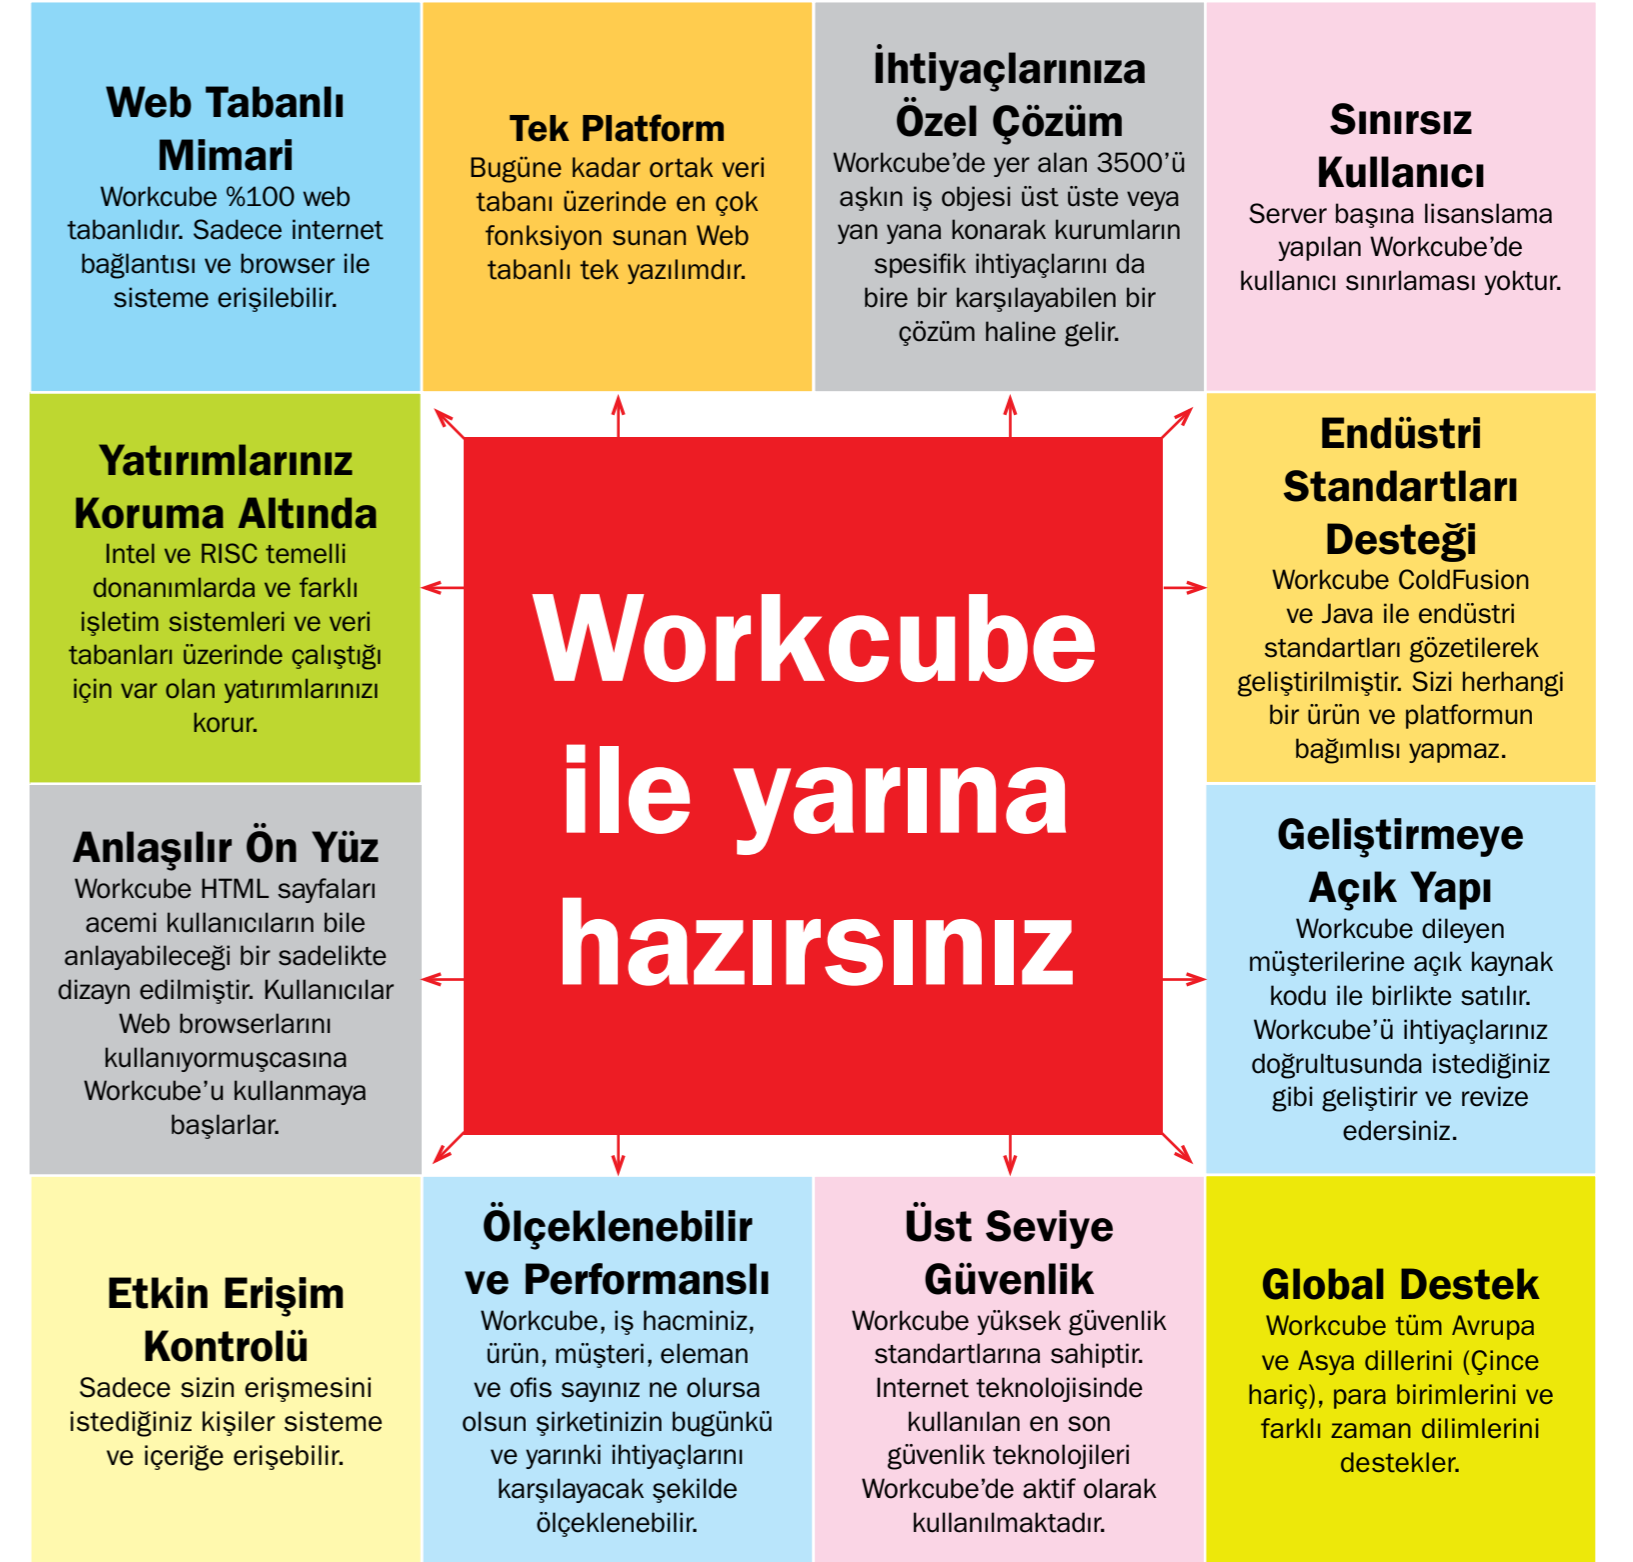 Web Tabanlı
Mimari
Workcube %100 web
tabanlıdır. Sadece internet
bağlantısı ve browser ile
sisteme erişilebilir.
Tek Platform
Bugüne kadar ortak veri
tabanı üzerinde en çok
fonksiyon sunan Web
tabanlı tek yazılımdır.
İhtiyaçlarınıza
Özel Çözüm
Workcube’de yer alan 3500’ü
aşkın iş objesi üst üste veya
yan yana konarak kurumların
spesifik ihtiyaçlarını da
bire bir karşılayabilen bir
çözüm haline gelir.
Sınırsız
Kullanıcı
Server başına lisanslama
yapılan Workcube’de
kullanıcı sınırlaması yoktur.
Yatırımlarınız
Koruma Altında
Intel ve RISC temelli
donanımlarda ve farklı
işletim sistemleri ve veri
tabanları üzerinde çalıştığı
için var olan yatırımlarınızı
korur.
Workcube
ile yarına
hazırsınız
Endüstri
Standartları
Desteği
Workcube ColdFusion
ve Java ile endüstri
standartları gözetilerek
geliştirilmiştir. Sizi herhangi
bir ürün ve platformun
bağımlısı yapmaz.
Anlaşılır Ön Yüz
Workcube HTML sayfaları
acemi kullanıcıların bile
anlayabileceği bir sadelikte
dizayn edilmiştir. Kullanıcılar
Web browserlarını
kullanıyormuşcasına
Workcube’u kullanmaya
başlarlar.
Geliştirmeye
Açık Yapı
Workcube dileyen
müşterilerine açık kaynak
kodu ile birlikte satılır.
Workcube’ü ihtiyaçlarınız
doğrultusunda istediğiniz
gibi geliştirir ve revize
edersiniz.
Etkin Erişim
Kontrolü
Sadece sizin erişmesini
istediğiniz kişiler sisteme
ve içeriğe erişebilir.
Ölçeklenebilir
ve Performanslı
Workcube, iş hacminiz,
ürün, müşteri, eleman
ve ofis sayınız ne olursa
olsun şirketinizin bugünkü
ve yarınki ihtiyaçlarını
karşılayacak şekilde
ölçeklenebilir.
Üst Seviye
Güvenlik
Workcube yüksek güvenlik
standartlarına sahiptir.
Internet teknolojisinde
kullanılan en son
güvenlik teknolojileri
Workcube’de aktif olarak
kullanılmaktadır.
Global Destek
Workcube tüm Avrupa
ve Asya dillerini (Çince
hariç), para birimlerini ve
farklı zaman dilimlerini
destekler.